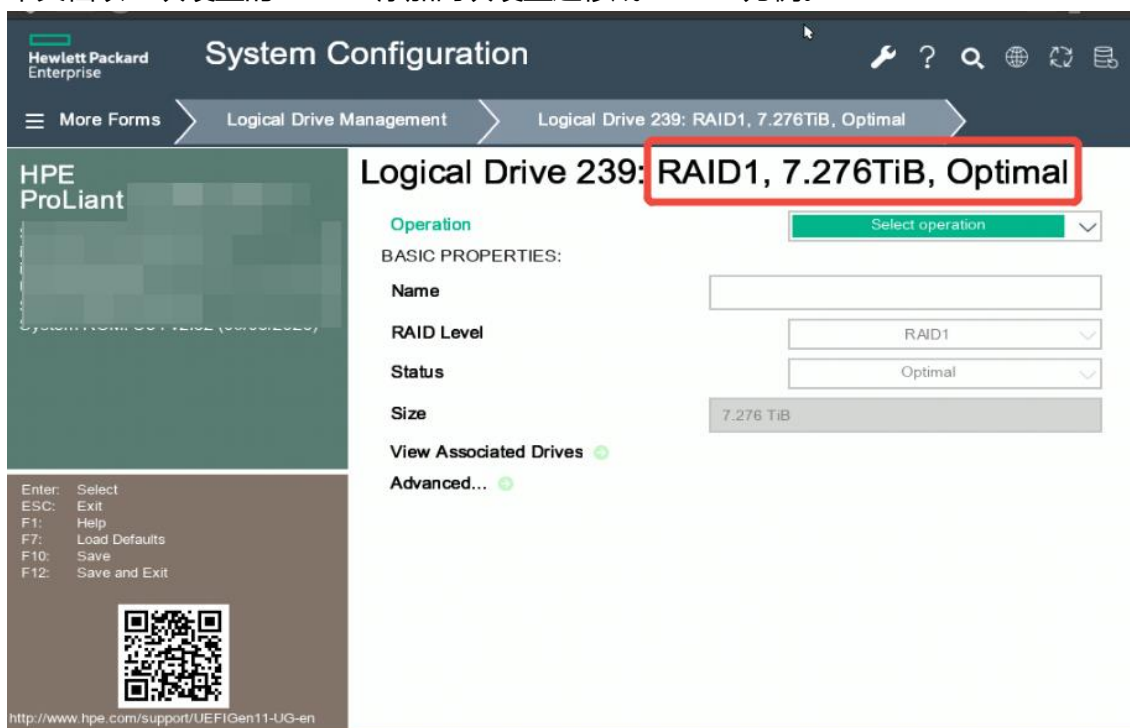 Hewlett Packard
Enterprise
System Configuration
More Forms
Logical Drive Management
Logical Drive 239: RAID1, 7.276TiB, Optimal
HPE
ProLiant
Logical Drive 239: RAID1, 7.276TiB, Optimal
Operation
Select operation
BASIC PROPERTIES:
Name
RAID Level
RAID1
Status
Optimal
Size
7.276 TiB
View Associated Drives
Advanced...
Enter: Select
ESC: Exit
F1: Help
F7: Load Defaults
F10: Save
F12: Save and Exit
http://www.hpe.com/support/UEFIGen11-UG-en